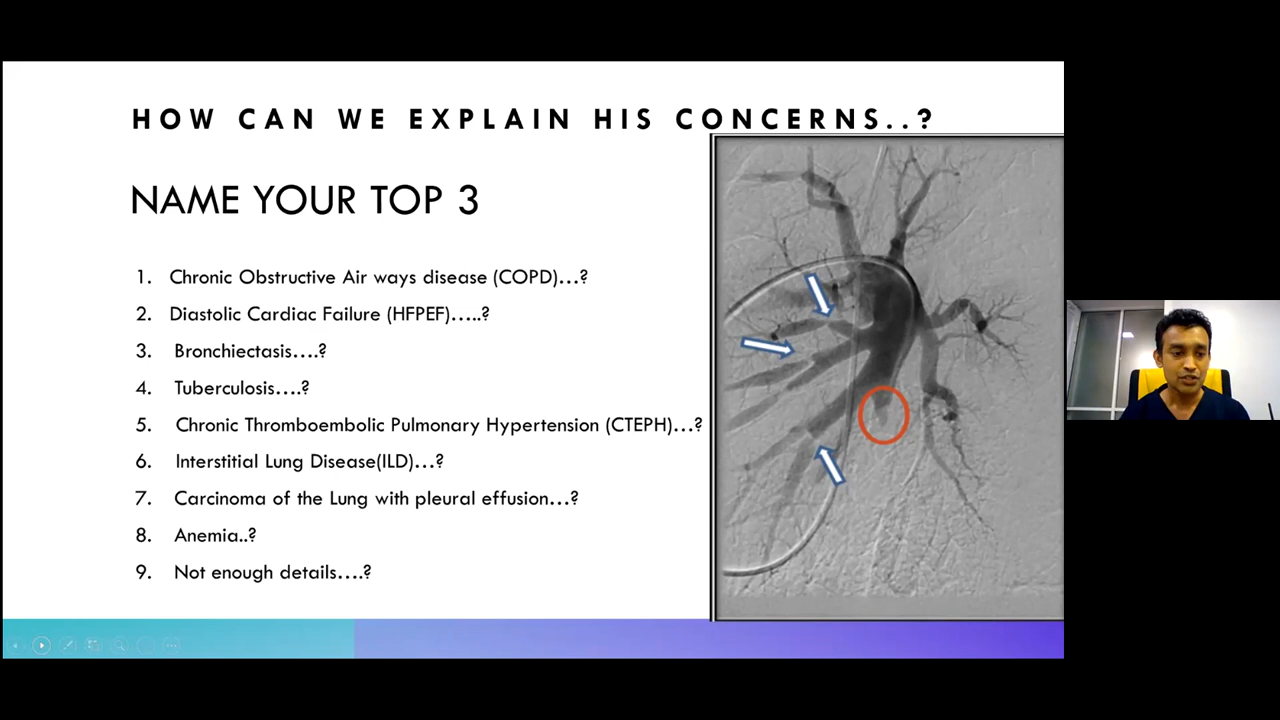 HOW CAN WE EXPLAIN HIS CONCERNS..?
NAME YOUR TOP 3
1. Chronic Obstructive Air ways disease (COPD)...?
2. Diastolic Cardiac Failure (HFPEF).....?
3. Bronchiectasis....?
4. Tuberculosis....?
5. Chronic Thromboembolic Pulmonary Hypertension (CTEPH)...?
6. Interstitial Lung Disease(ILD)...?
7. Carcinoma of the Lung with pleural effusion...?
8. Anemia..?
9. Not enough details....?